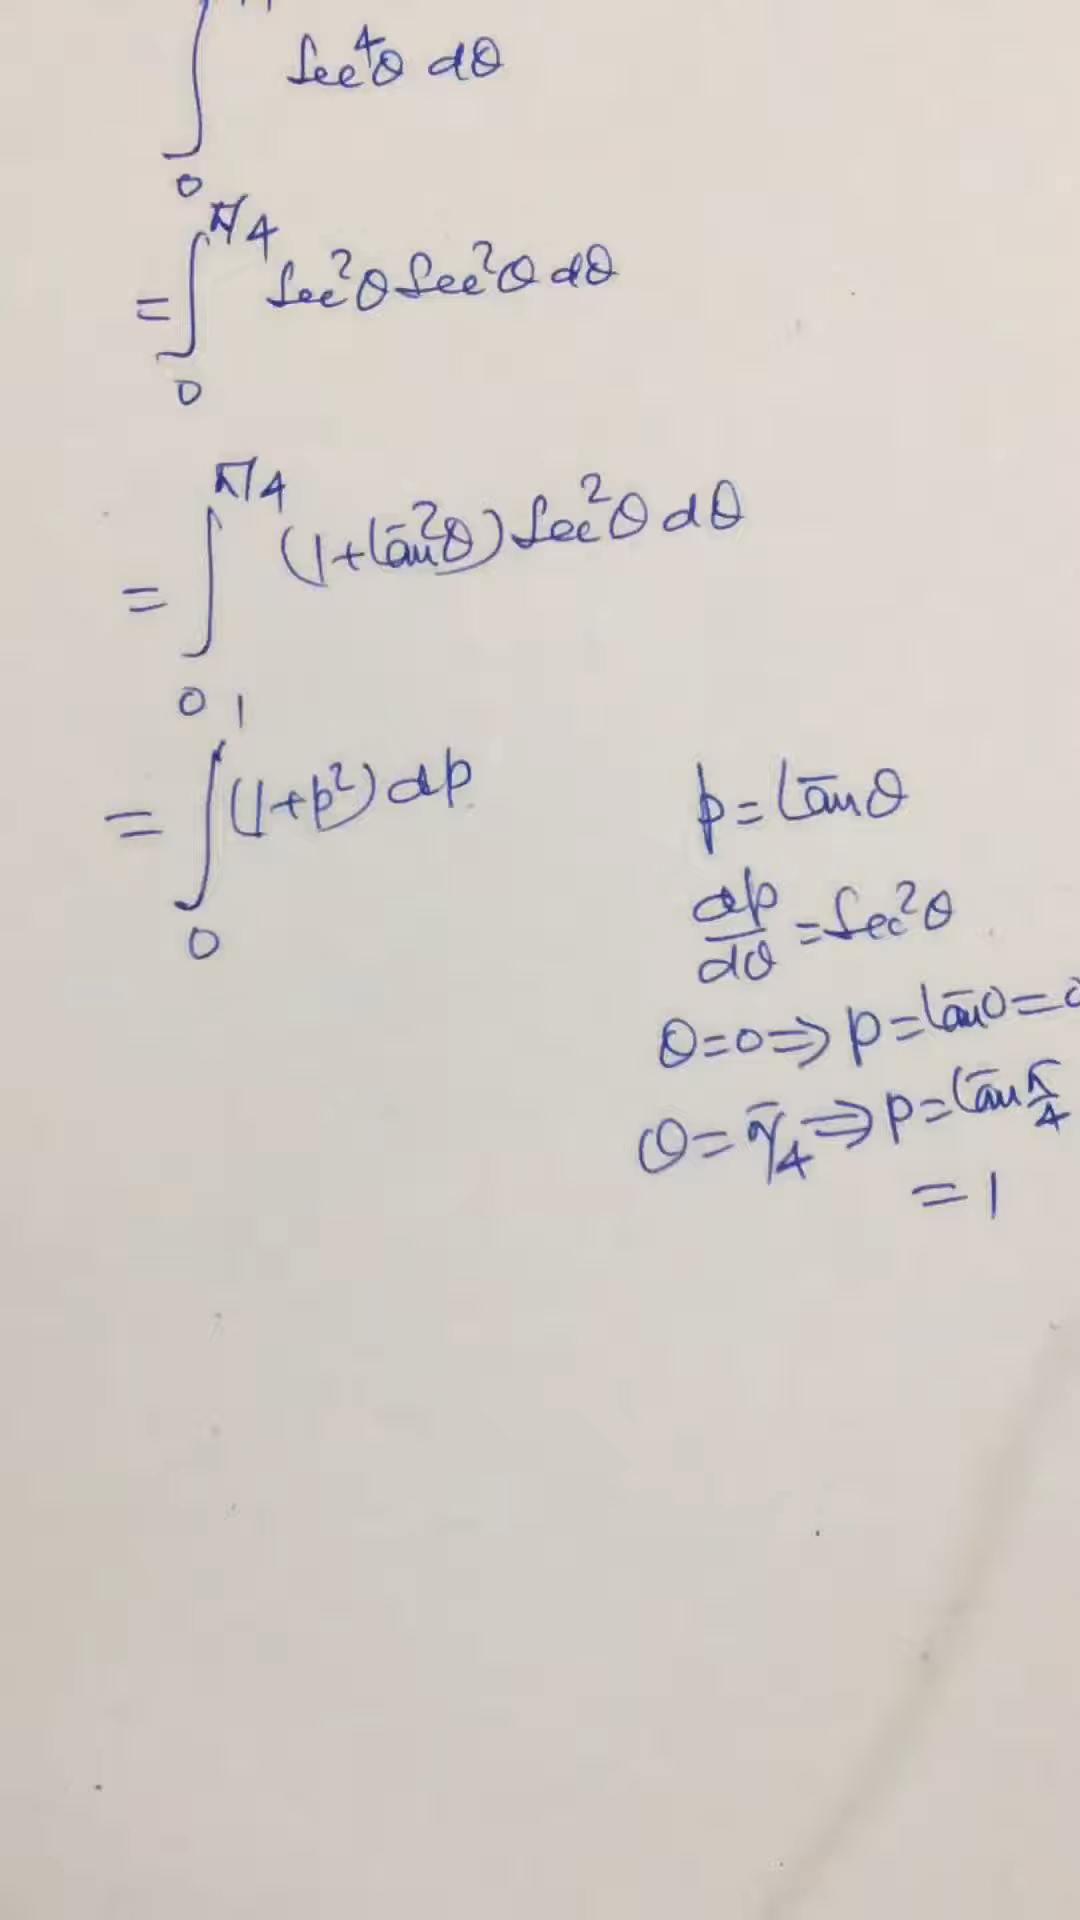 ∫₀ sec⁴θ dθ
= ∫₀^(π/4) sec²θ sec²θ dθ
= ∫₀^(π/4) (1+tan²θ) sec²θ dθ
= ∫₀¹ (1+p²) dp
p = tanθ
dp/dθ = sec²θ
θ=0 ⇒ p = tan0 = 0
θ = π/4 ⇒ p = tan π/4
= 1